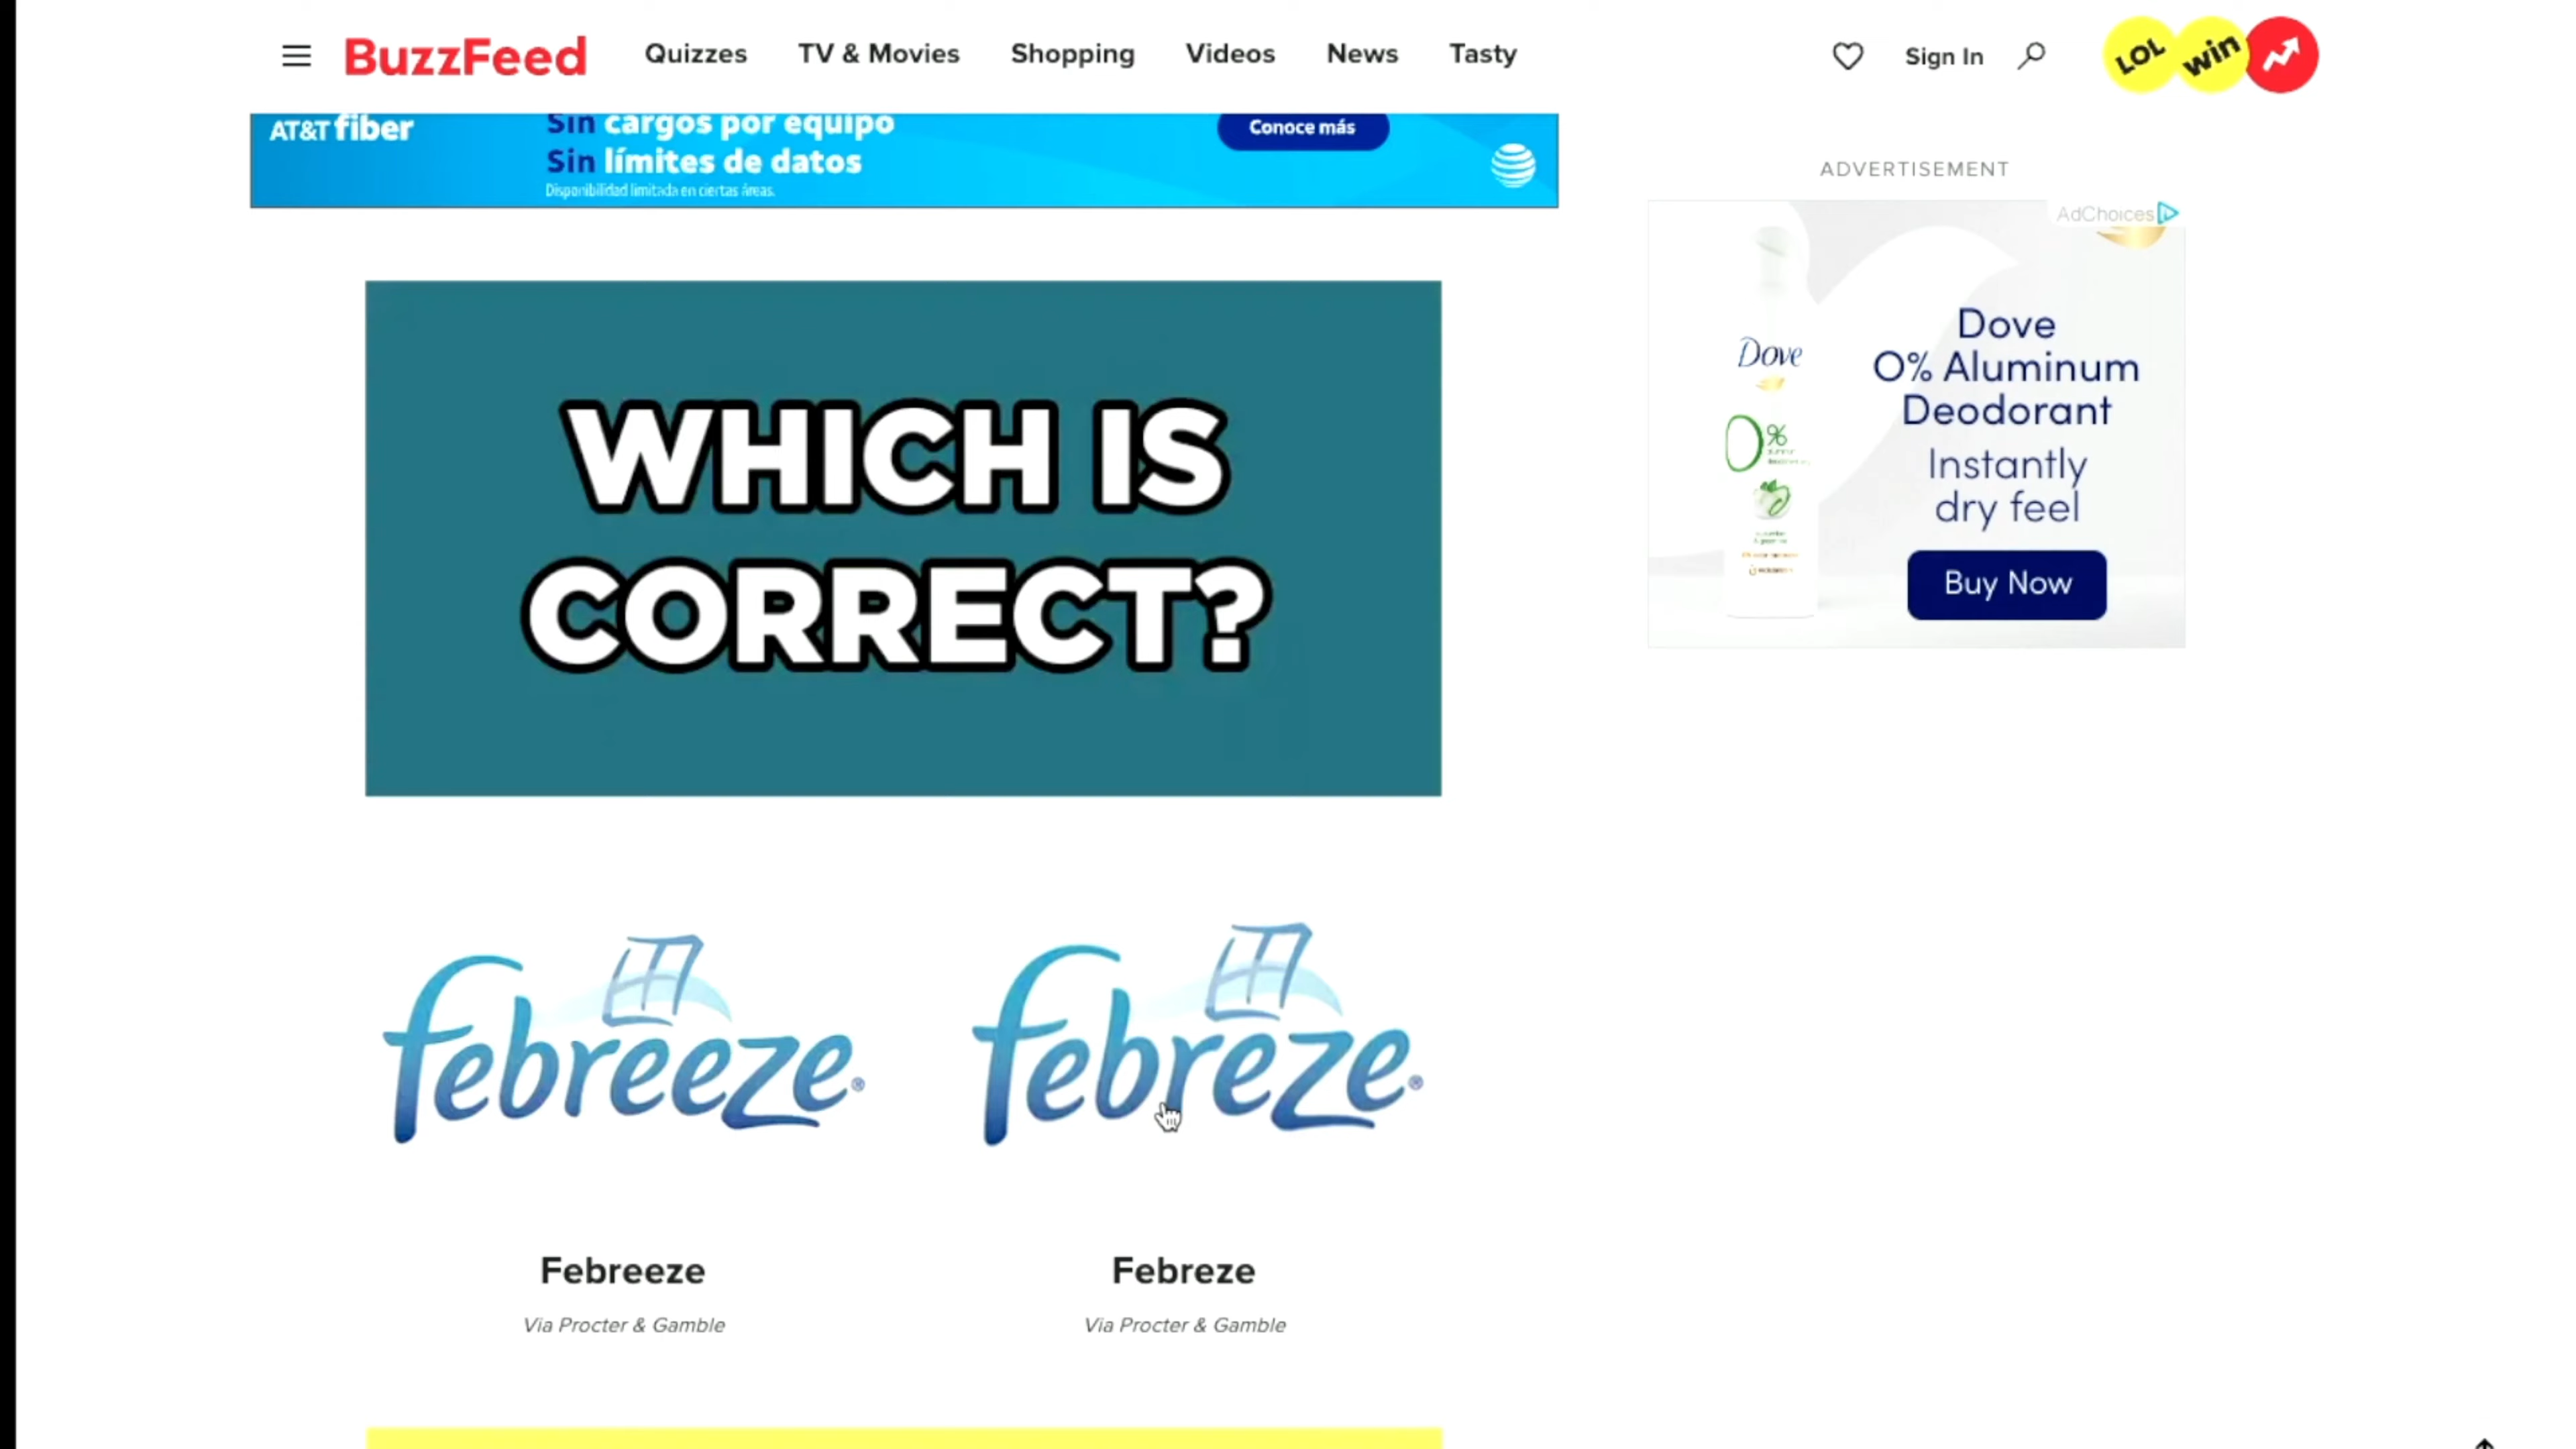 BuzzFeed
Quizzes
TV & Movies
Shopping
Videos
News
Tasty
Sign In
LOL
win
AT&T fiber
Sin cargos por equipo
Sin límites de datos
Disponibilidad limitada en ciertas áreas.
Conoce más
ADVERTISEMENT
AdChoices
Dove
0%
Dove
0% Aluminum
Deodorant
Instantly
dry feel
Buy Now
WHICH IS
CORRECT?
febreeze®
febreze®
Febreeze
Via Procter & Gamble
Febreze
Via Procter & Gamble